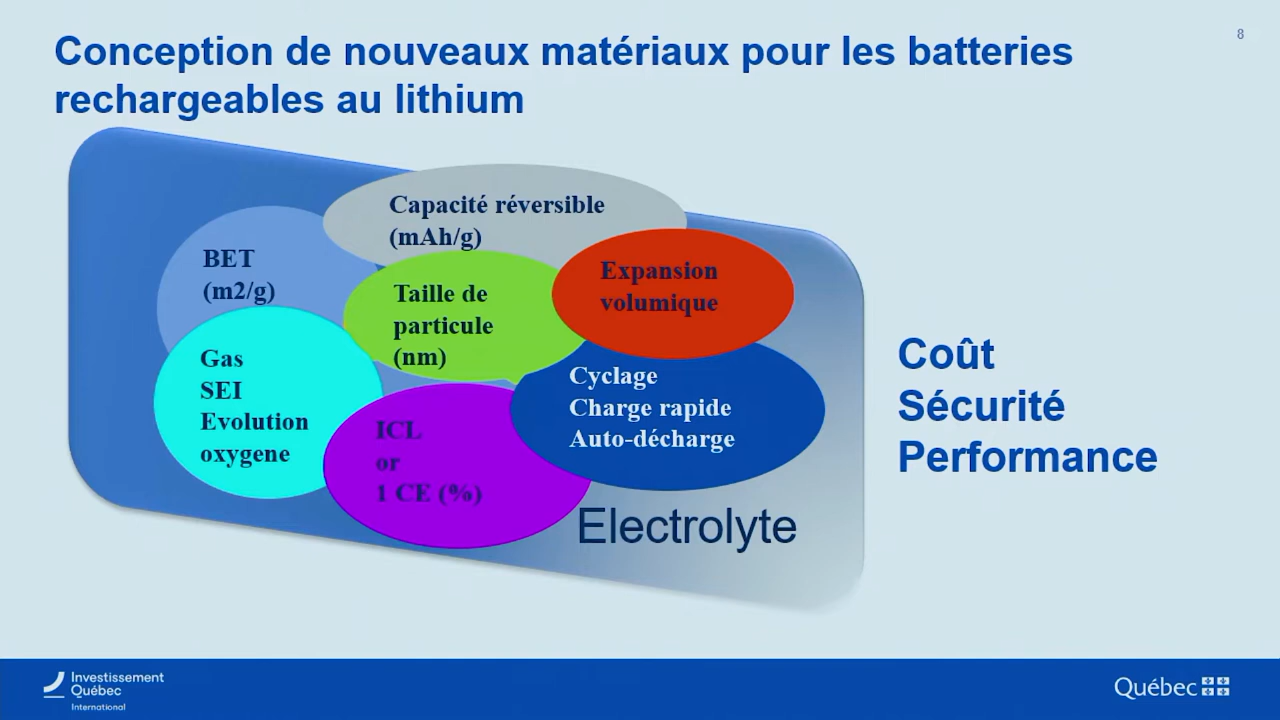 8
Conception de nouveaux matériaux pour les batteries
rechargeables au lithium
Capacité réversible
(mAh/g)
BET
(m2/g)
Expansion
volumique
Taille de
particule
(nm)
Gas
SEI
Evolution
oxygene
Cyclage
Charge rapide
Auto-décharge
ICL
or
1 CE (%)
Electrolyte
Coût
Sécurité
Performance
Investissement
Québec
International
Québec